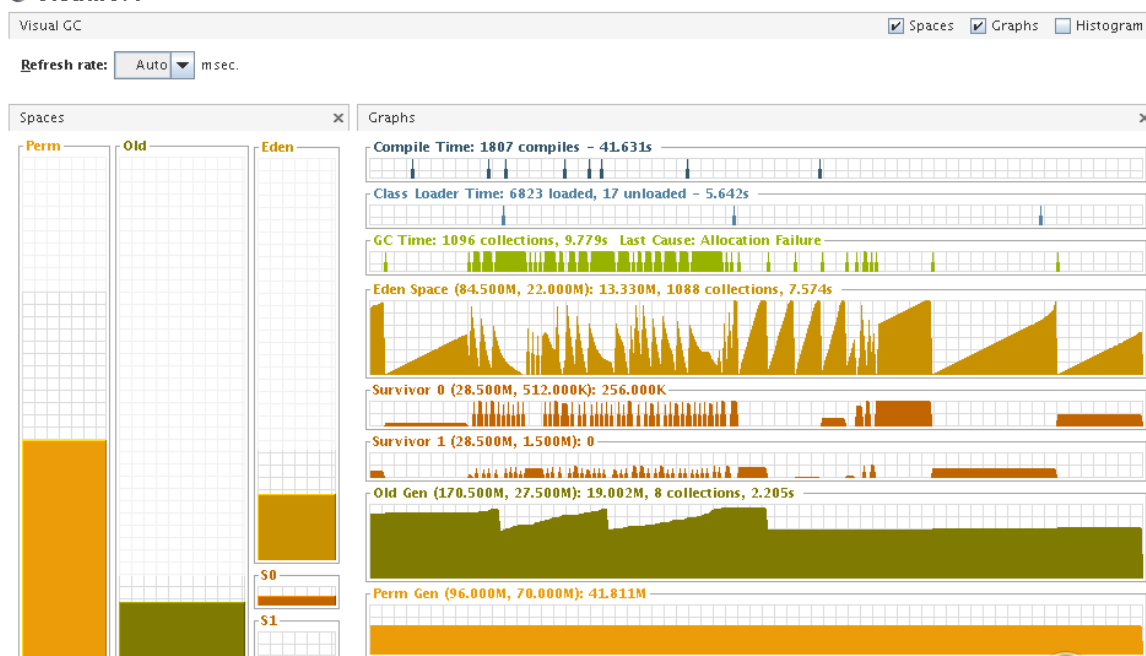 Visual GC
Spaces
Graphs
Histogram
Refresh rate: Auto msec.
Spaces
Graphs
Perm
Old
Eden
S0
S1
Compile Time: 1807 compiles - 41.631s
Class Loader Time: 6823 loaded, 17 unloaded - 5.642s
GC Time: 1096 collections, 9.779s Last Cause: Allocation Failure
Eden Space (84.500M, 22.000M): 13.330M, 1088 collections, 7.574s
Survivor 0 (28.500M, 512.000K): 256.000K
Survivor 1 (28.500M, 1.500M): 0
Old Gen (170.500M, 27.500M): 19.002M, 8 collections, 2.205s
Perm Gen (96.000M, 70.000M): 41.811M